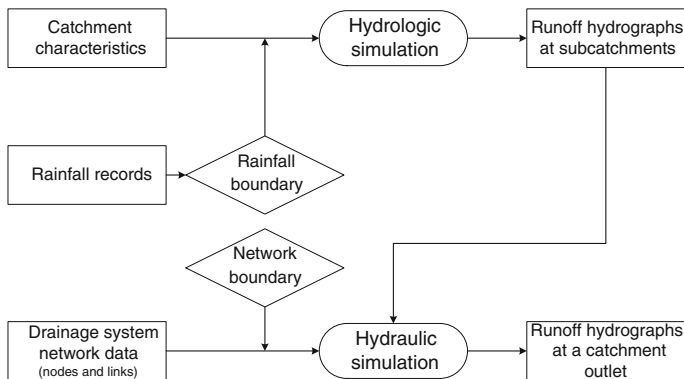 Catchment
characteristics
Hydrologic
simulation
Runoff hydrographs
at subcatchments
Rainfall records
Rainfall
boundary
Network
boundary
Drainage system
network data
(nodes and links)
Hydraulic
simulation
Runoff hydrographs
at a catchment
outlet